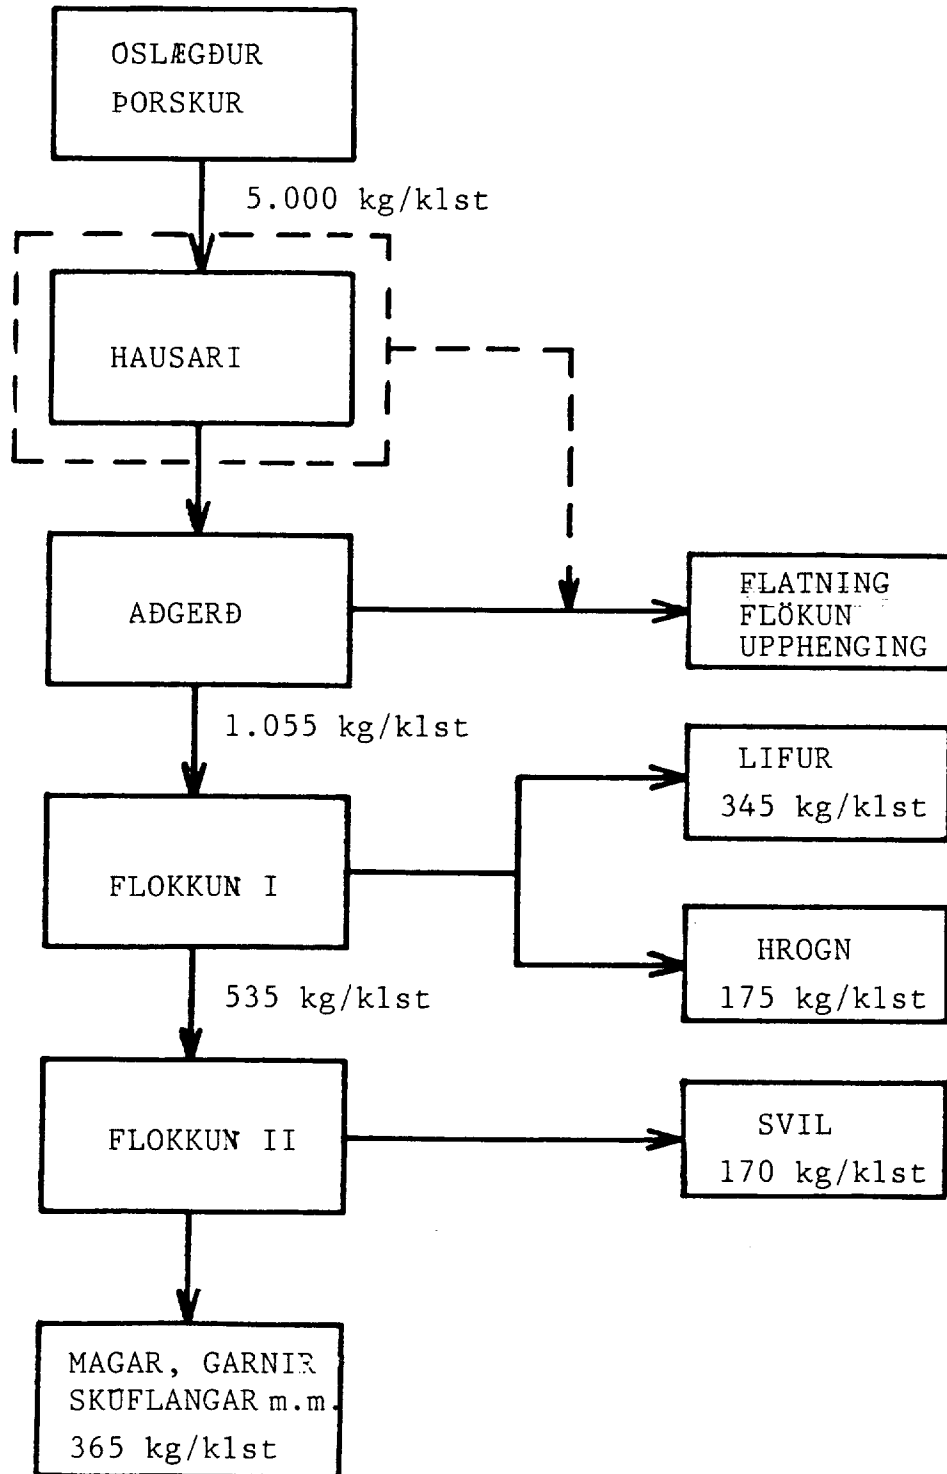 ÓSLÆGÐUR
ÞORSKUR
5.000 kg/klst
HAUSARI
AÐGERÐ
FLATNING
FLÖKUN
UPPHENGING
1.055 kg/klst
LIFUR
345 kg/klst
FLOKKUN I
HROGN
175 kg/klst
535 kg/klst
FLOKKUN II
SVIL
170 kg/klst
MAGAR, GARNIR
SKÚFLANGAR m.m.
365 kg/klst